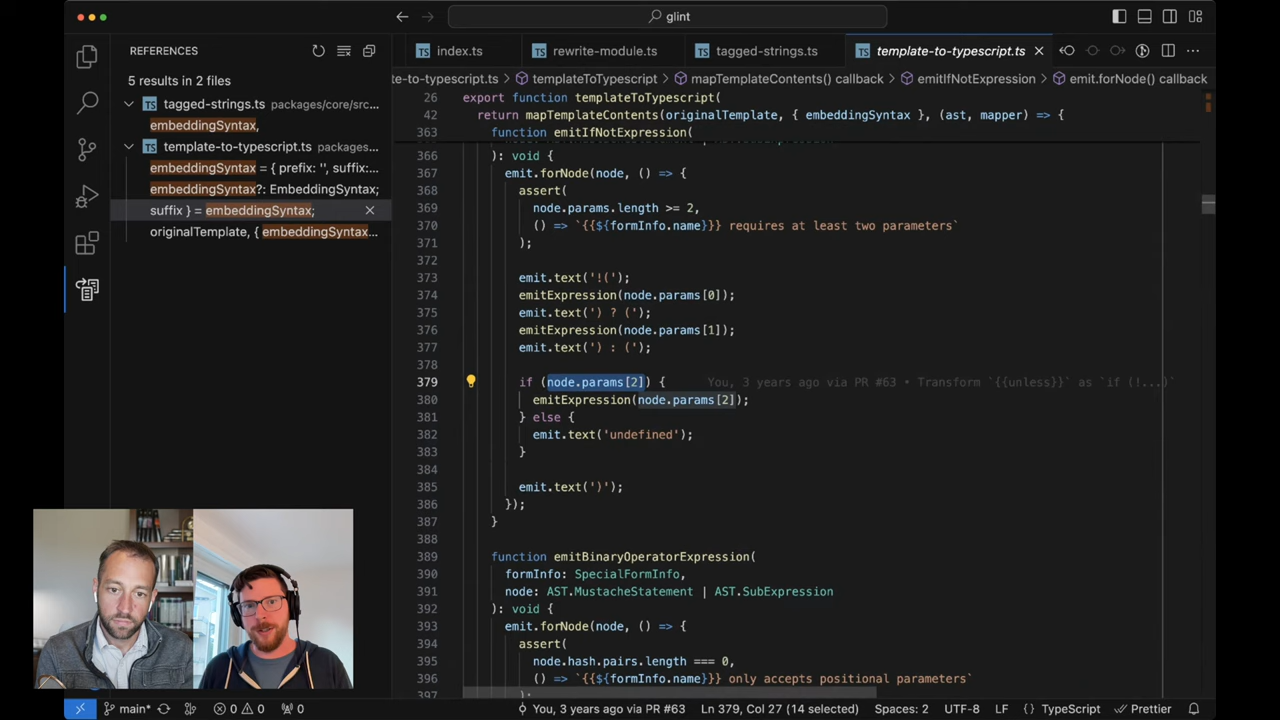 glint
REFERENCES
index.ts
rewrite-module.ts
tagged-strings.ts
template-to-typescript.ts
5 results in 2 files
te-to-typescript.ts > templateToTypescript > mapTemplateContents() callback > emitIfNotExpression > emit.forNode() callback
tagged-strings.ts packages/core/src...
embeddingSyntax,
template-to-typescript.ts packages...
embeddingSyntax = { prefix: '', suffix:...
embeddingSyntax?: EmbeddingSyntax;
suffix } = embeddingSyntax;
originalTemplate, { embeddingSyntax...
26 export function templateToTypescript(
42 return mapTemplateContents(originalTemplate, { embeddingSyntax }, (ast, mapper) => {
363 function emitIfNotExpression(
366 ): void {
367 emit.forNode(node, () => {
368 assert(
369 node.params.length >= 2,
370 () => `{{${formInfo.name}}} requires at least two parameters`
371 );
372
373 emit.text('!(');
374 emitExpression(node.params[0]);
375 emit.text(') ? (');
376 emitExpression(node.params[1]);
377 emit.text(') : (');
378
379 if (node.params[2]) { You, 3 years ago via PR #63 • Transform `{{unless}}` as `if (!...)`
380 emitExpression(node.params[2]);
381 } else {
382 emit.text('undefined');
383 }
384
385 emit.text(')');
386 });
387 }
388
389 function emitBinaryOperatorExpression(
390 formInfo: SpecialFormInfo,
391 node: AST.MustacheStatement | AST.SubExpression
392 ): void {
393 emit.forNode(node, () => {
394 assert(
395 node.hash.pairs.length === 0,
396 () => `{{${formInfo.name}}} only accepts positional parameters`
397 );
main* 0 0 0 You, 3 years ago via PR #63 Ln 379, Col 27 (14 selected) Spaces: 2 UTF-8 LF TypeScript Prettier